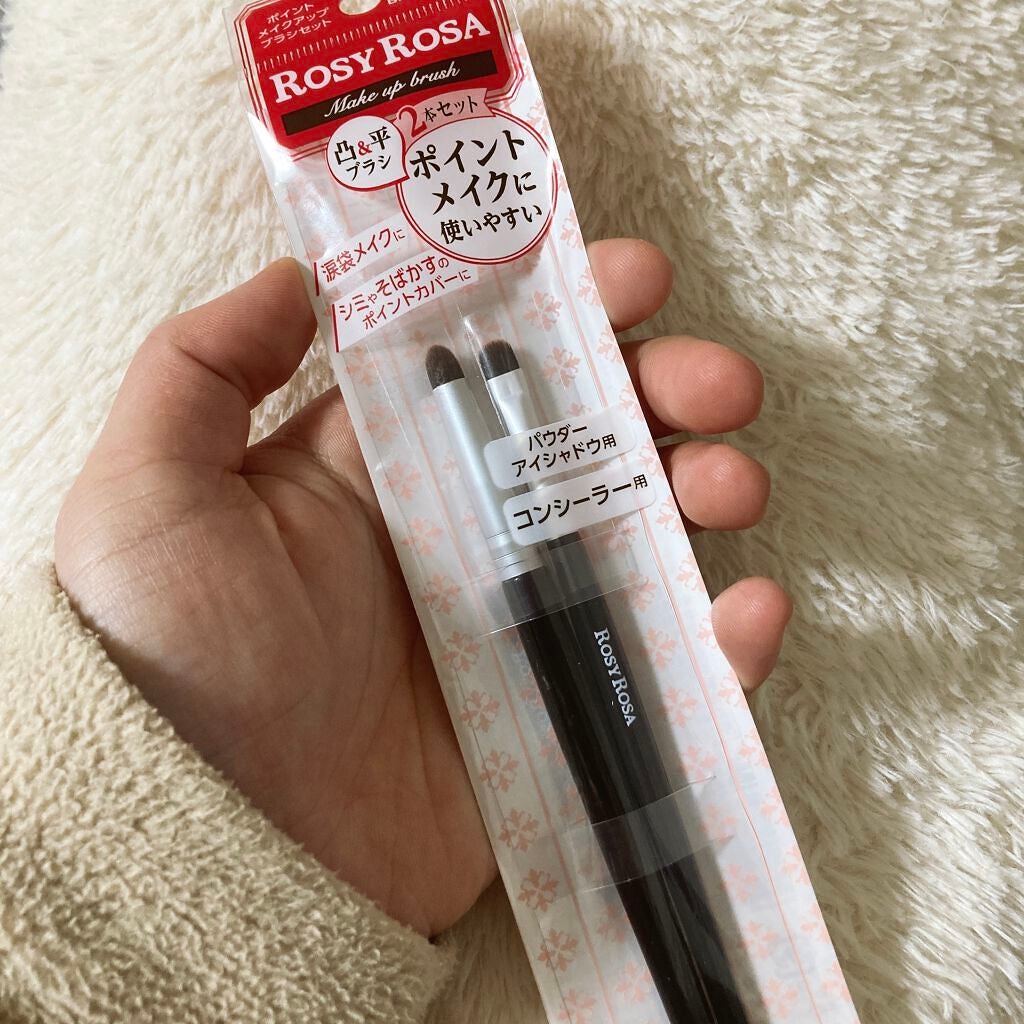 ポイント
メイクアップ
ブラシセット
ROSY ROSA
Make up brush
2本セット
凸&平
ブラシ
ポイント
メイクに
使いやすい
涙袋メイクに
シミやそばかすの
ポイントカバーに
パウダー
アイシャドウ用
コンシーラー用
ROSY ROSA